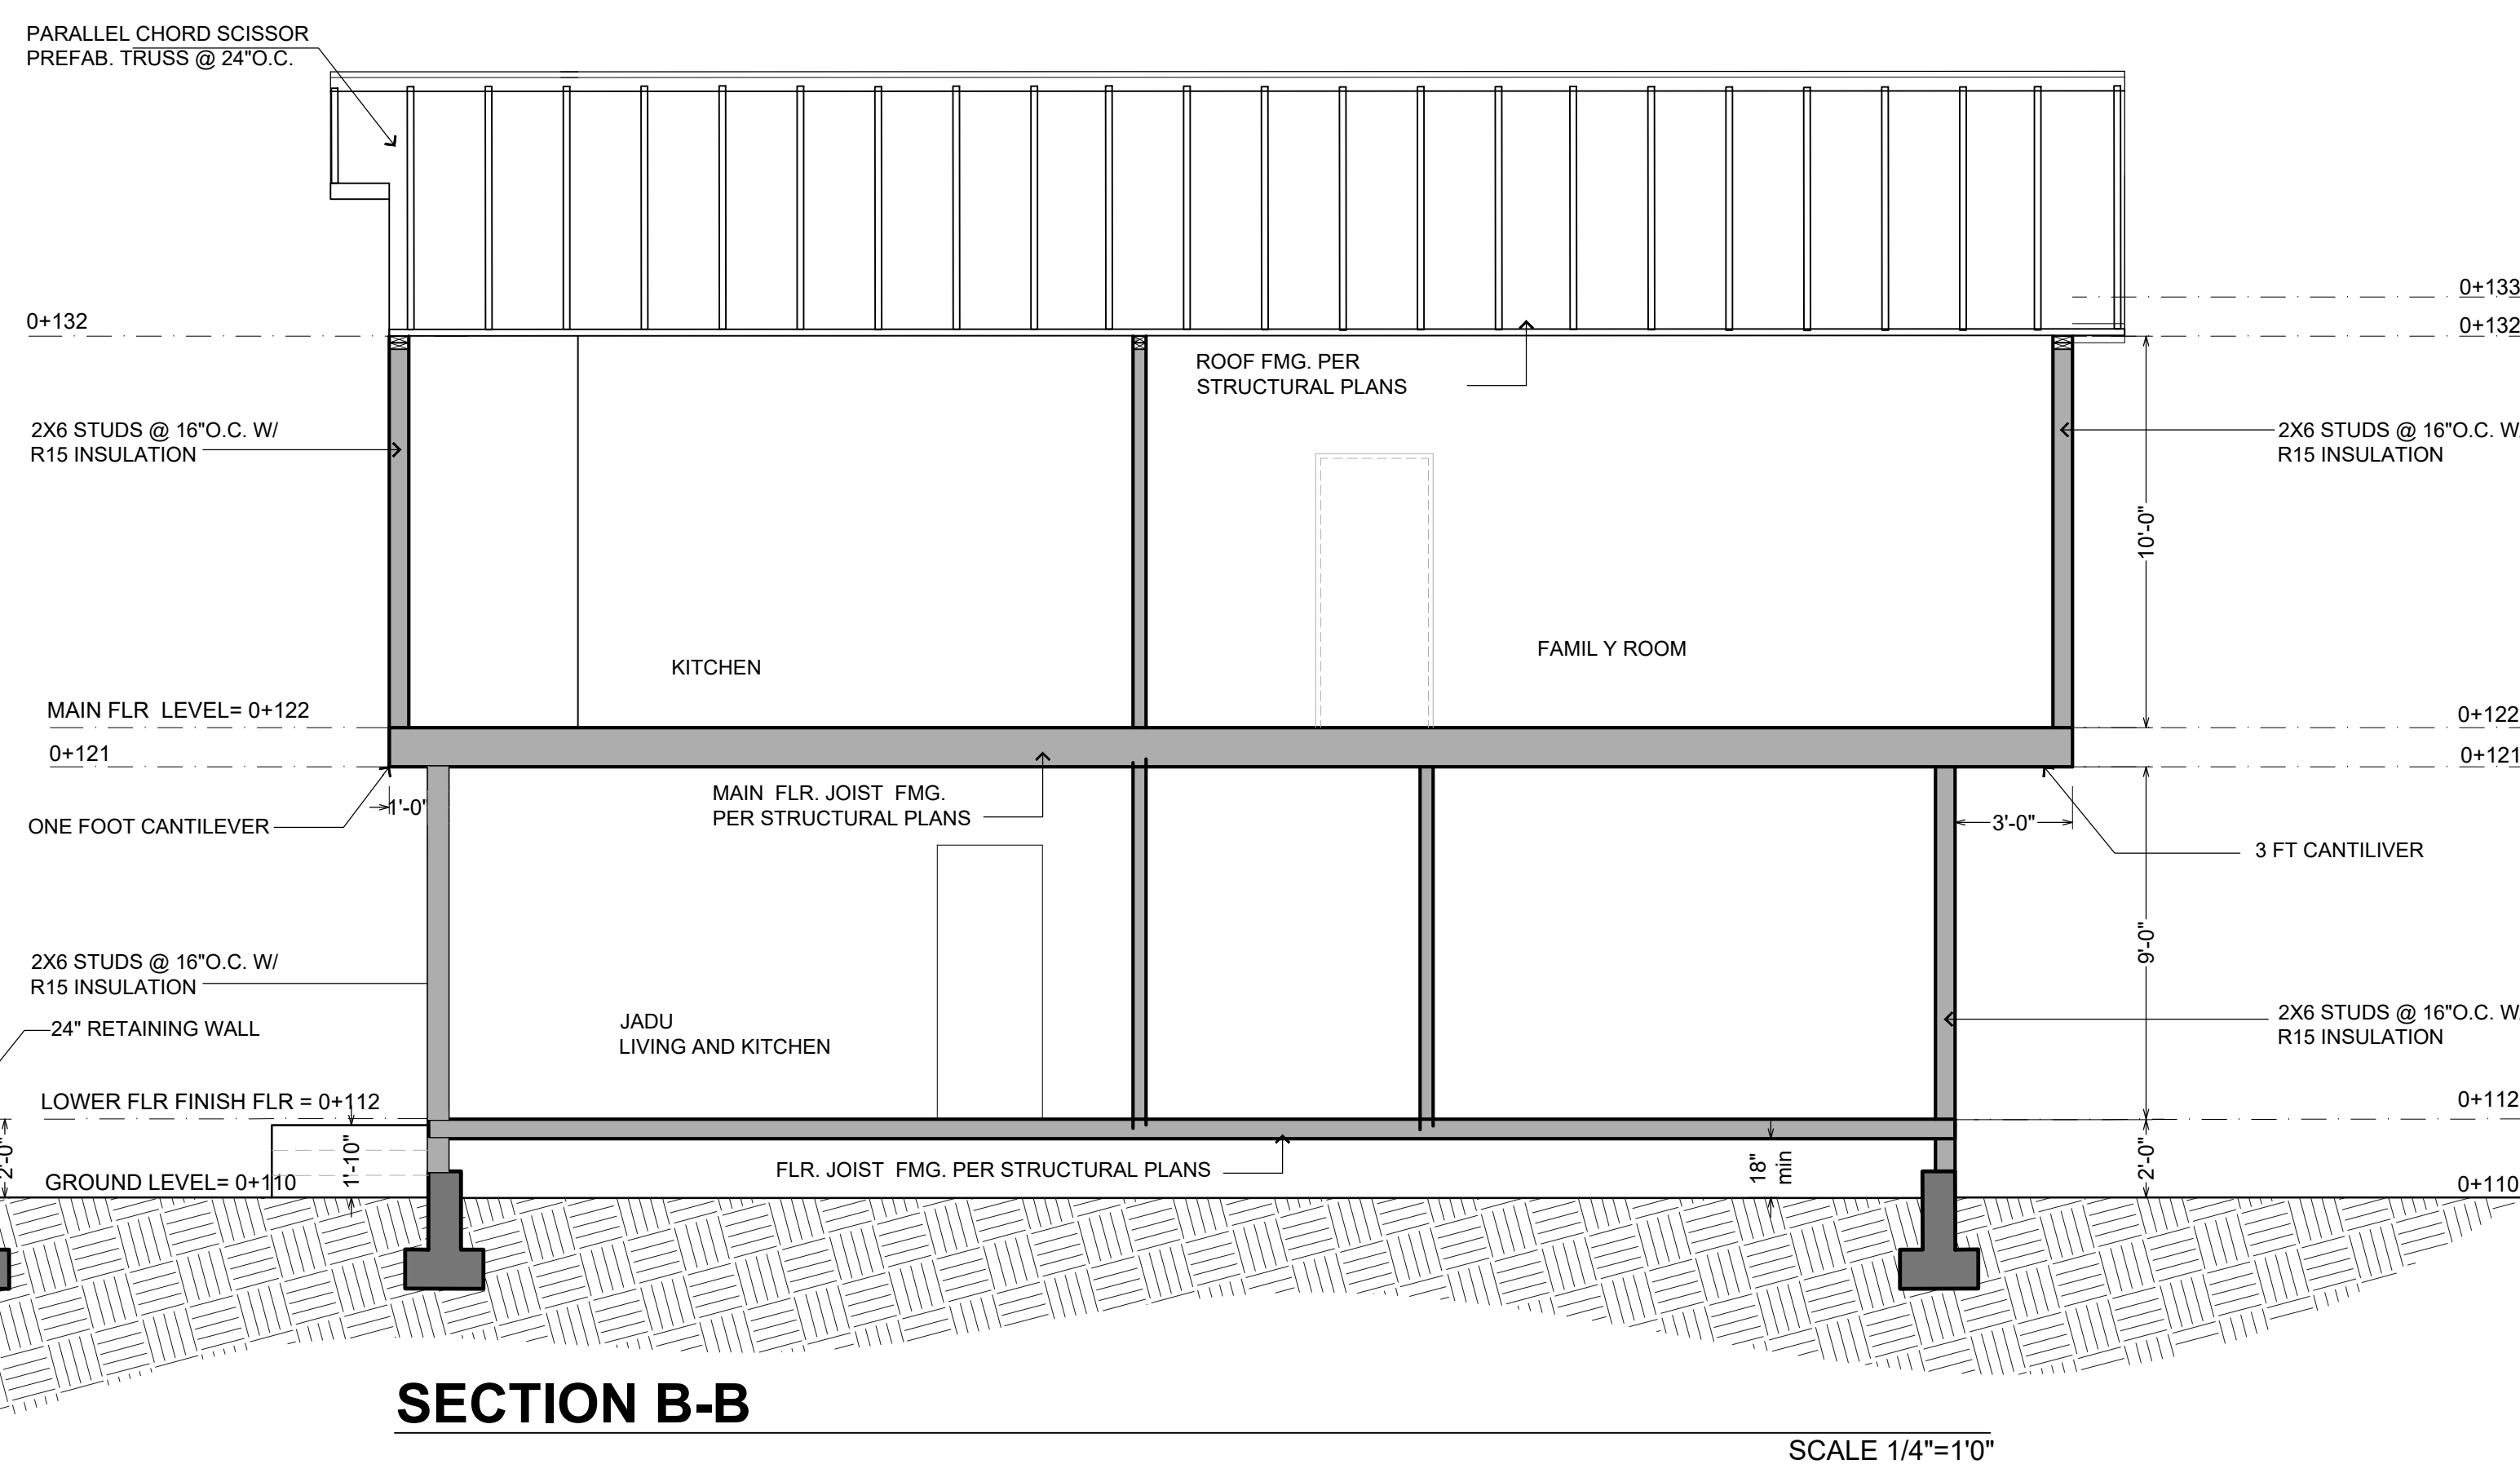 PARALLEL CHORD SCISSOR
PREFAB. TRUSS @ 24"O.C.
0+133
0+132
0+132
ROOF FMG. PER
STRUCTURAL PLANS
2X6 STUDS @ 16"O.C. W/
R15 INSULATION
2X6 STUDS @ 16"O.C. W/
R15 INSULATION
10'-0"
KITCHEN
FAMIL Y ROOM
MAIN FLR LEVEL= 0+122
0+122
0+121
0+121
MAIN FLR. JOIST FMG.
PER STRUCTURAL PLANS
1'-0"
ONE FOOT CANTILEVER
3'-0"
3 FT CANTILIVER
9'-0"
2X6 STUDS @ 16"O.C. W/
R15 INSULATION
2X6 STUDS @ 16"O.C. W/
R15 INSULATION
24" RETAINING WALL
JADU
LIVING AND KITCHEN
LOWER FLR FINISH FLR = 0+112
0+112
2'-0"
1'-10"
FLR. JOIST FMG. PER STRUCTURAL PLANS
18"
min
2'-0"
GROUND LEVEL= 0+110
0+110
SECTION B-B
SCALE 1/4"=1'0"